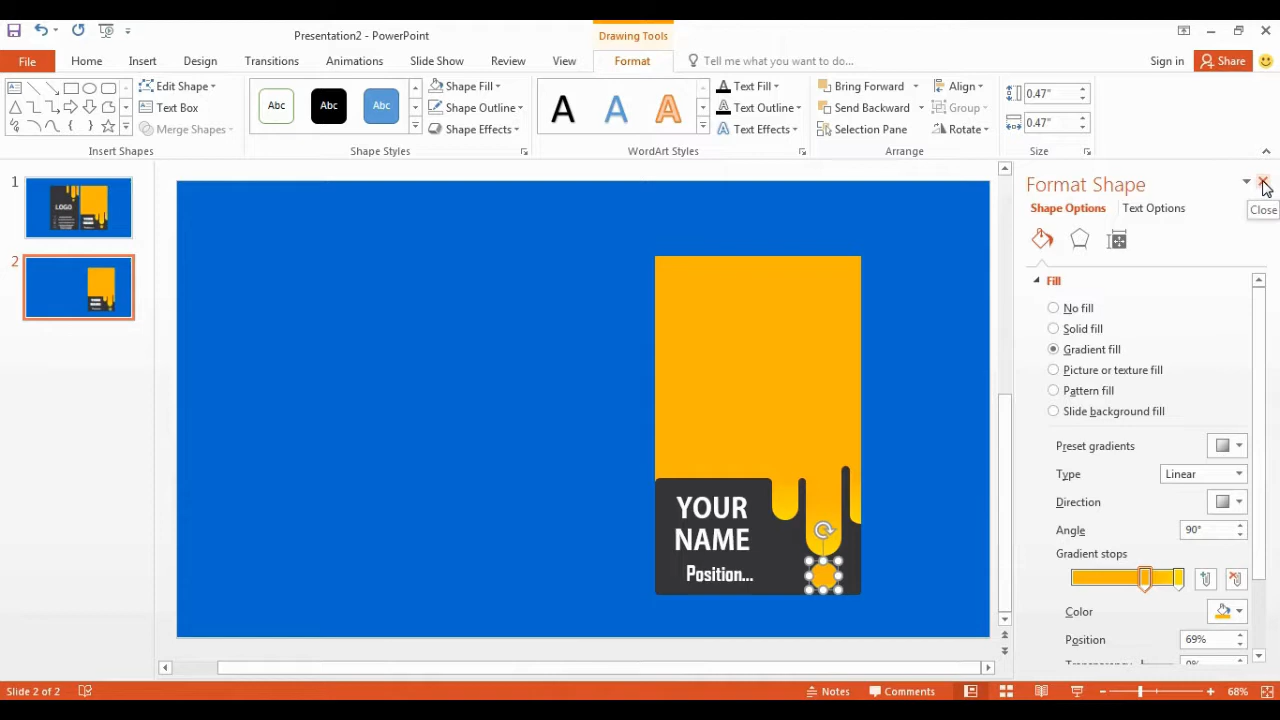 Presentation2 - PowerPoint
Drawing Tools
File
Home
Insert
Design
Transitions
Animations
Slide Show
Review
View
Format
Tell me what you want to do...
Sign in
Share
Edit Shape
Text Box
Merge Shapes
Insert Shapes
Abc
Abc
Abc
Shape Fill
Shape Outline
Shape Effects
Shape Styles
A
A
A
Text Fill
Text Outline
Text Effects
WordArt Styles
Bring Forward
Send Backward
Selection Pane
Align
Group
Rotate
Arrange
0.47"
0.47"
Size
1
LOGO
2
YOUR
NAME
Position...
Format Shape
Close
Shape Options
Text Options
Fill
No fill
Solid fill
Gradient fill
Picture or texture fill
Pattern fill
Slide background fill
Preset gradients
Type
Linear
Direction
Angle
90°
Gradient stops
Color
Position
69%
Transparency
0%
Slide 2 of 2
Notes
Comments
68%